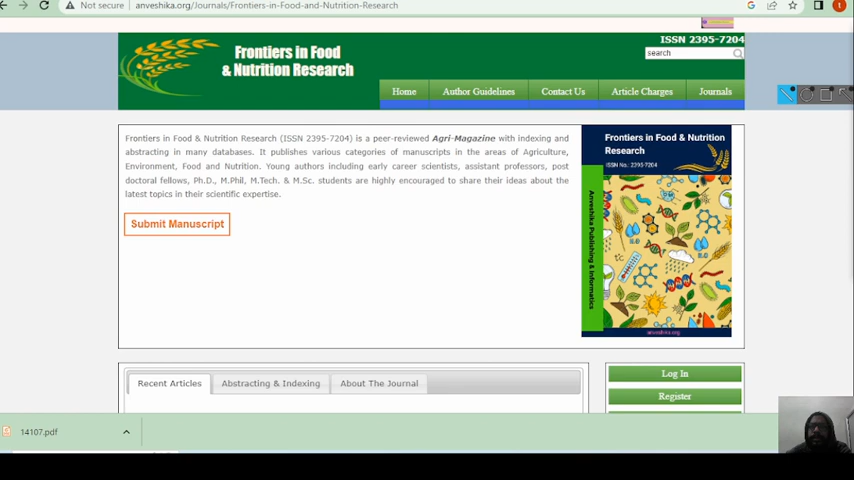 Not secure
anveshika.org/Journals/Frontiers-in-Food-and-Nutrition-Research
ISSN 2395-7204
Frontiers in Food
& Nutrition Research
search
Home
Author Guidelines
Contact Us
Article Charges
Journals
Frontiers in Food & Nutrition Research (ISSN 2395-7204) is a peer-reviewed Agri-Magazine with indexing and
abstracting in many databases. It publishes various categories of manuscripts in the areas of Agriculture,
Environment, Food and Nutrition. Young authors including early career scientists, assistant professors, post
doctoral fellows, Ph.D., M.Phil, M.Tech. & M.Sc. students are highly encouraged to share their ideas about the
latest topics in their scientific expertise.
Submit Manuscript
Frontiers in Food & Nutrition
Research
ISSN No.: 2395-7204
Anveshika Publishing & Informatics
anveshika.org
Recent Articles
Abstracting & Indexing
About The Journal
Log In
Register
14107.pdf